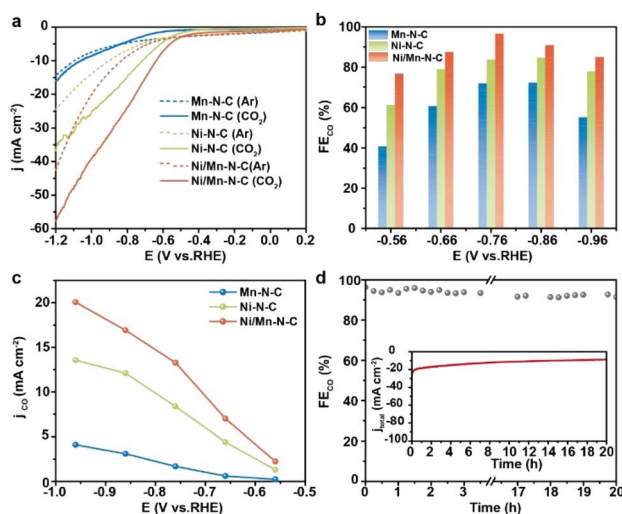 a
j (mA cm⁻²)
0
-10
-20
-30
-40
-50
-60
Mn-N-C (Ar)
Mn-N-C (CO₂)
Ni-N-C (Ar)
Ni-N-C (CO₂)
Ni/Mn-N-C(Ar)
Ni/Mn-N-C (CO₂)
-1.2 -1.0 -0.8 -0.6 -0.4 -0.2 0.0 0.2
E (V vs.RHE)
b
FE_CO (%)
100
80
60
40
20
0
Mn-N-C
Ni-N-C
Ni/Mn-N-C
-0.56 -0.66 -0.76 -0.86 -0.96
E (V vs.RHE)
c
j_CO (mA cm⁻²)
20
15
10
5
0
Mn-N-C
Ni-N-C
Ni/Mn-N-C
-1.0 -0.9 -0.8 -0.7 -0.6 -0.5
E (V vs.RHE)
d
FE_CO (%)
100
80
60
40
20
0
j_total (mA cm⁻²)
0
-20
-40
-60
-80
-100
0 2 4 6 8 10 12 14 16 18 20
Time (h)
0 1 2 3 17 18 19 20
Time (h)